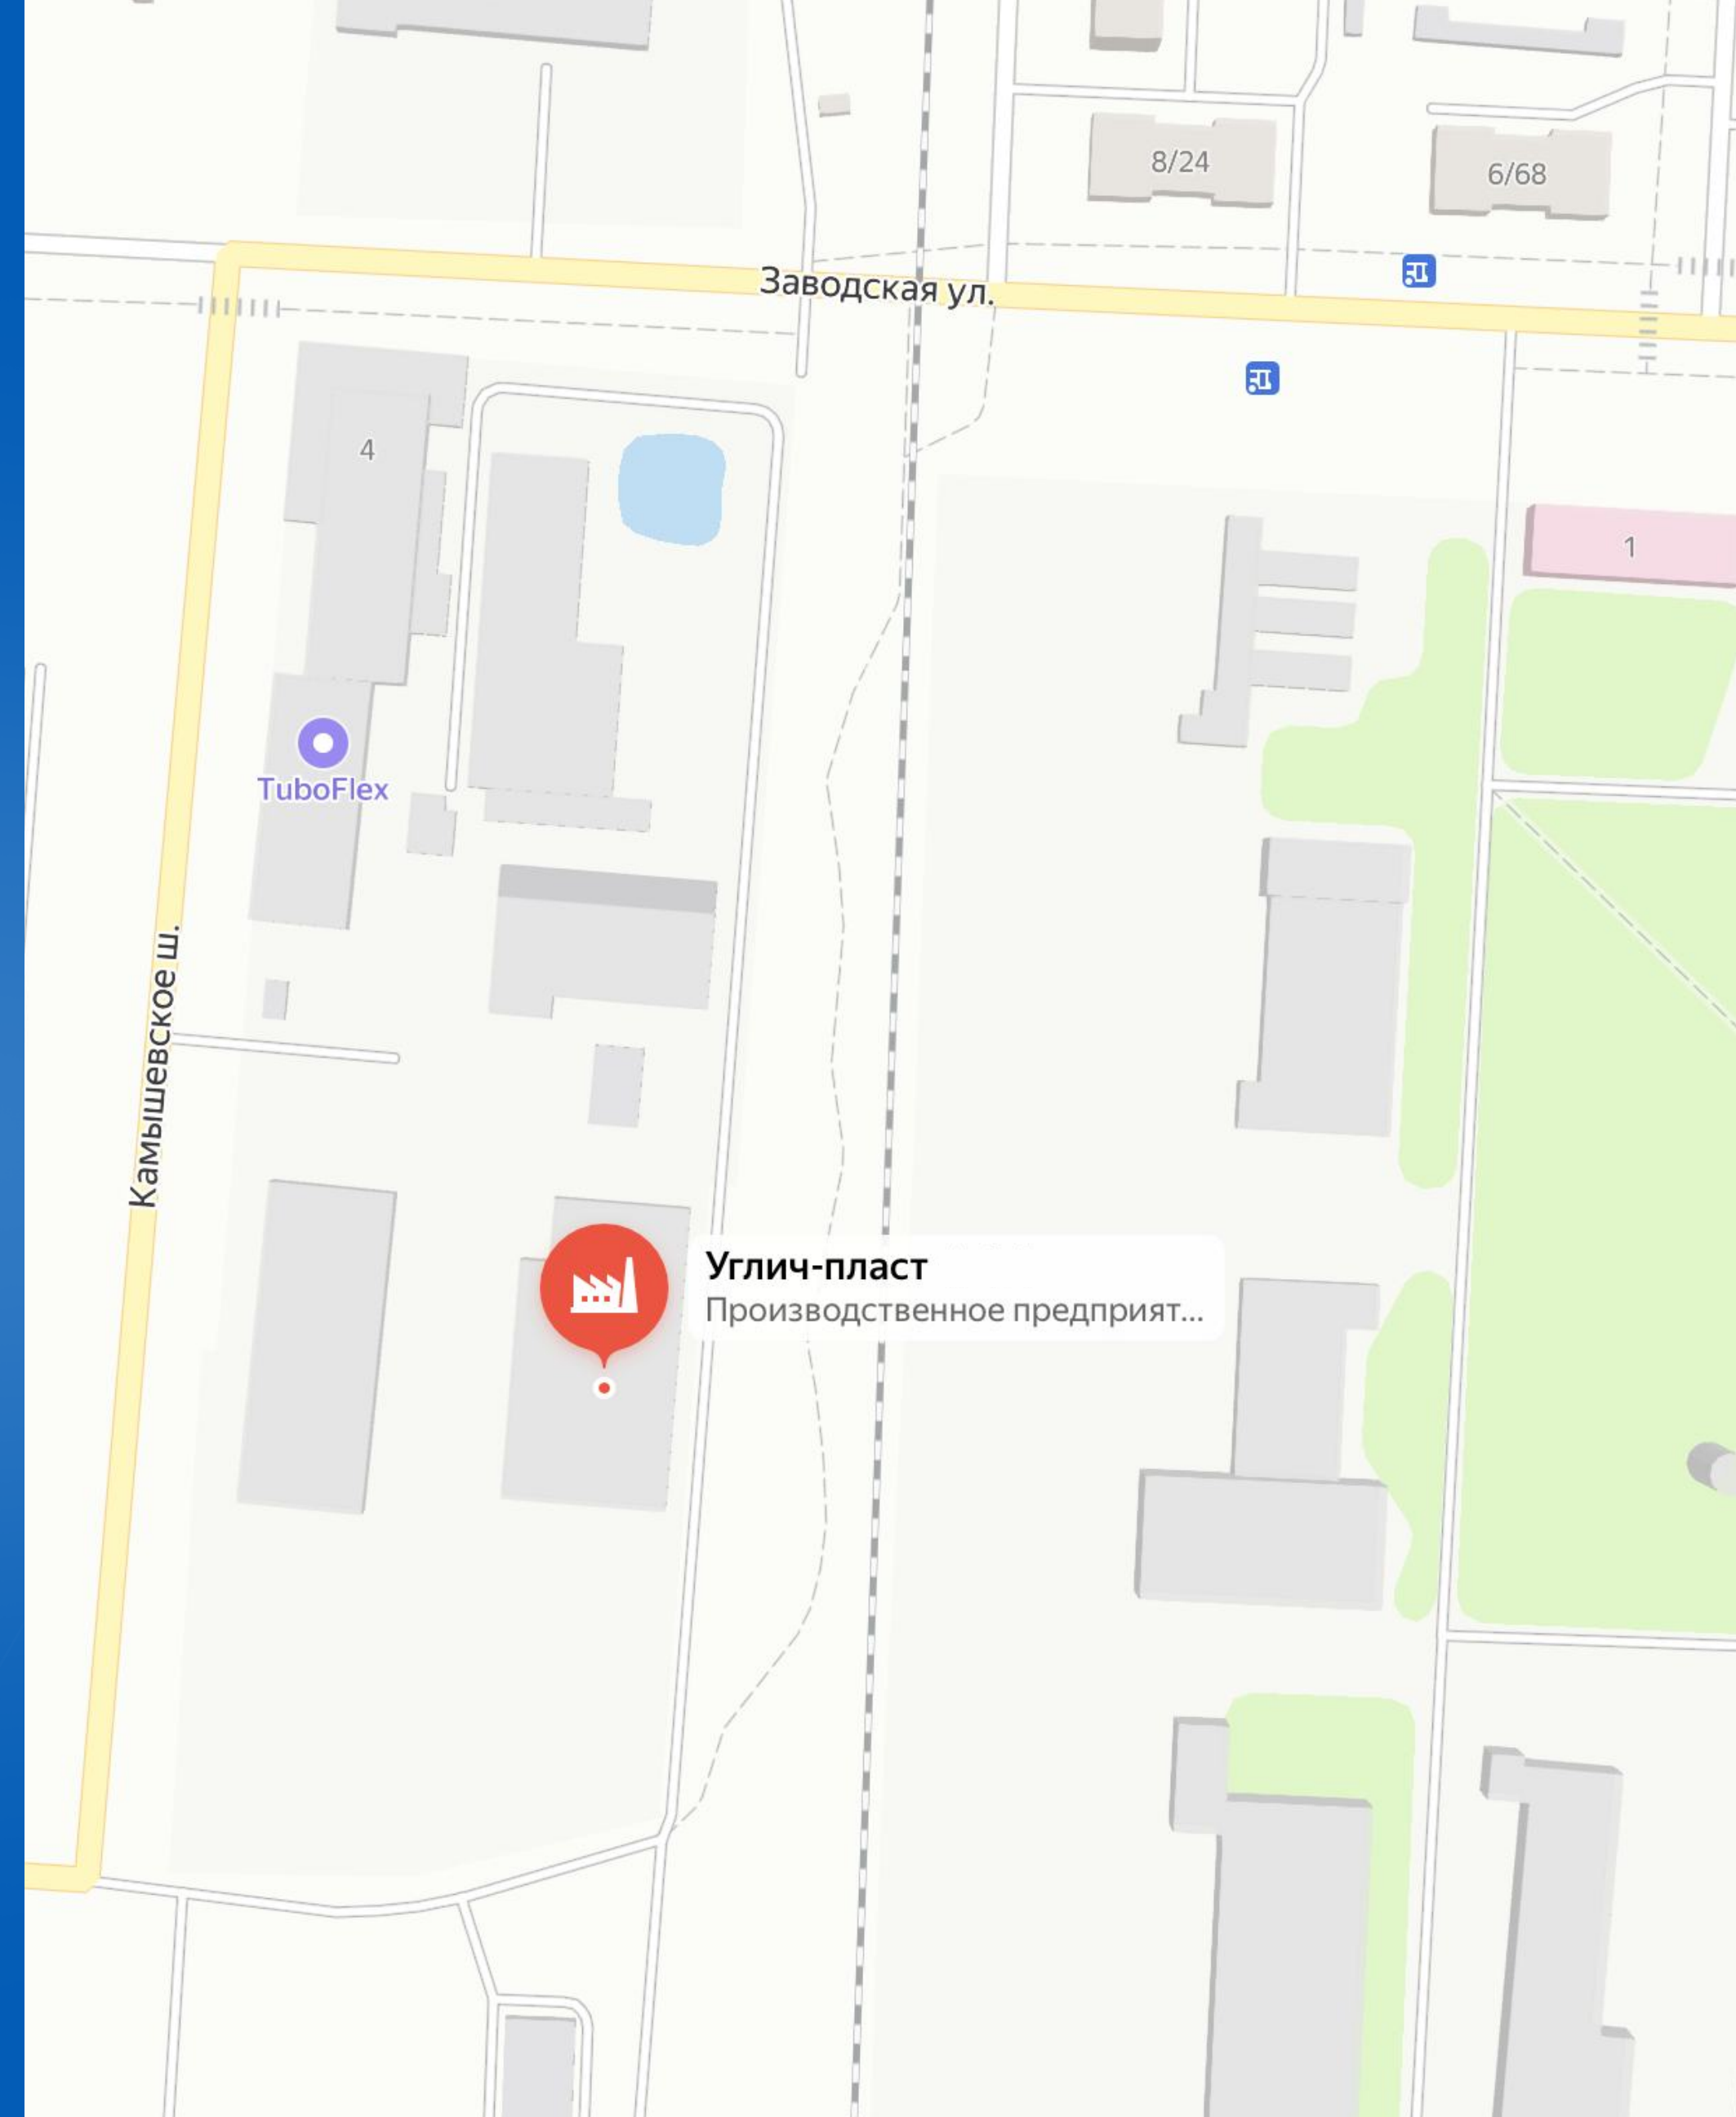 8/24
6/68
Заводская ул.
4
1
TuboFlex
Камышевское ш.
Углич-пласт
Производственное предприят...